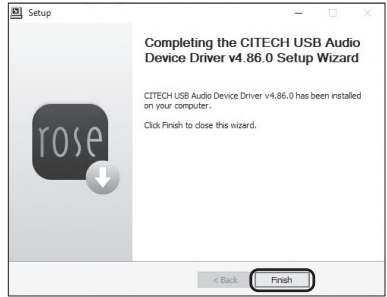 Setup
Completing the CITECH USB Audio
Device Driver v4.86.0 Setup Wizard
CITECH USB Audio Device Driver v4.86.0 has been installed
on your computer.
Click Finish to close this wizard.
rose
< Back
Finish